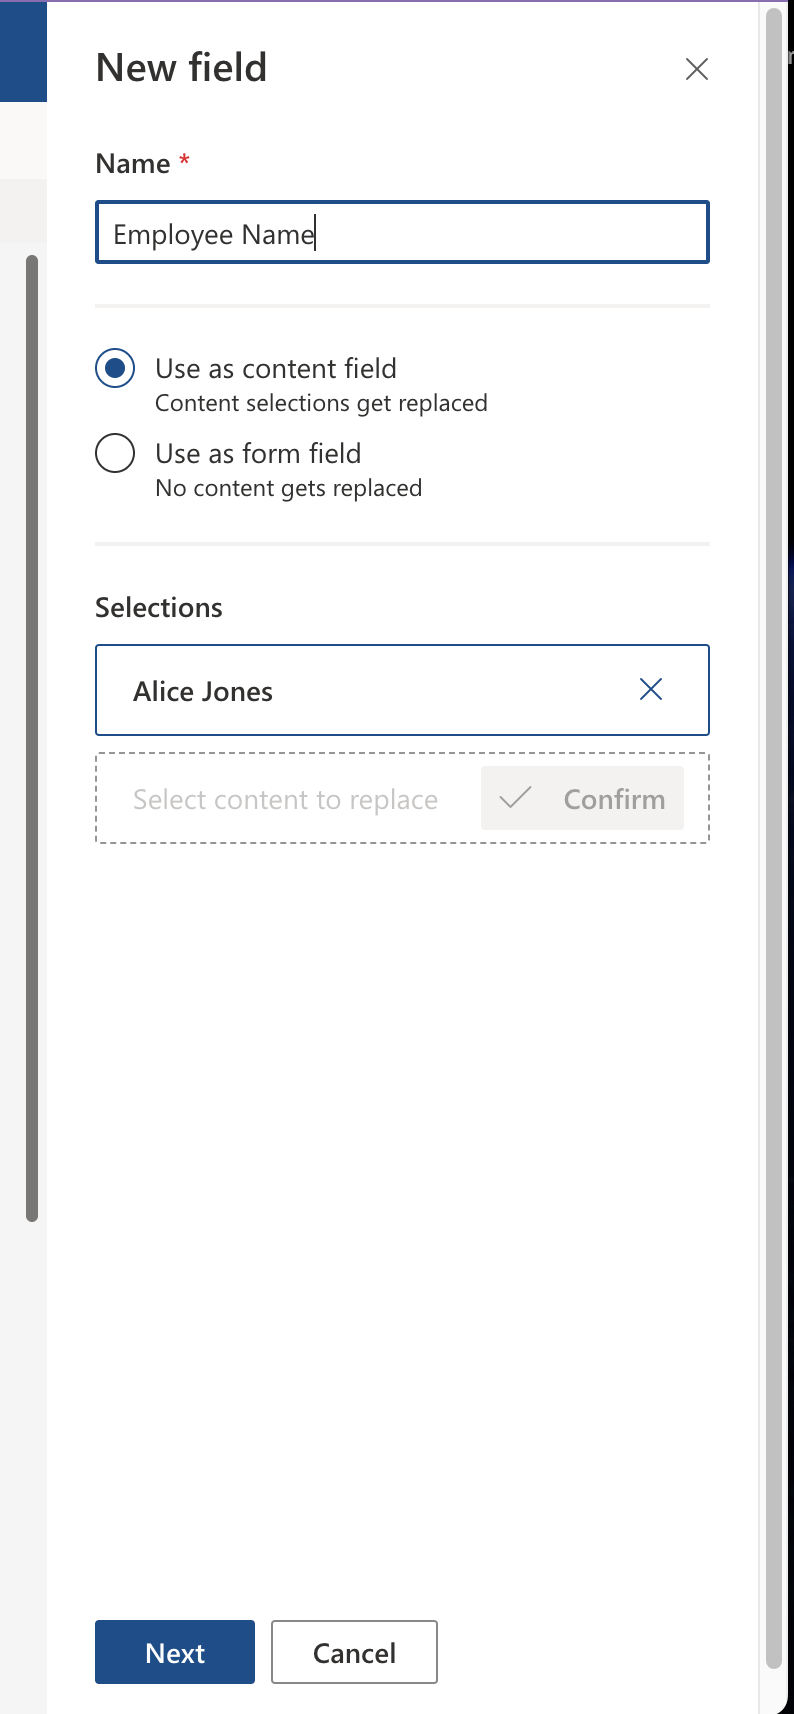 New field
Name *
Employee Name
Use as content field
Content selections get replaced
Use as form field
No content gets replaced
Selections
Alice Jones
Select content to replace
Confirm
Next
Cancel